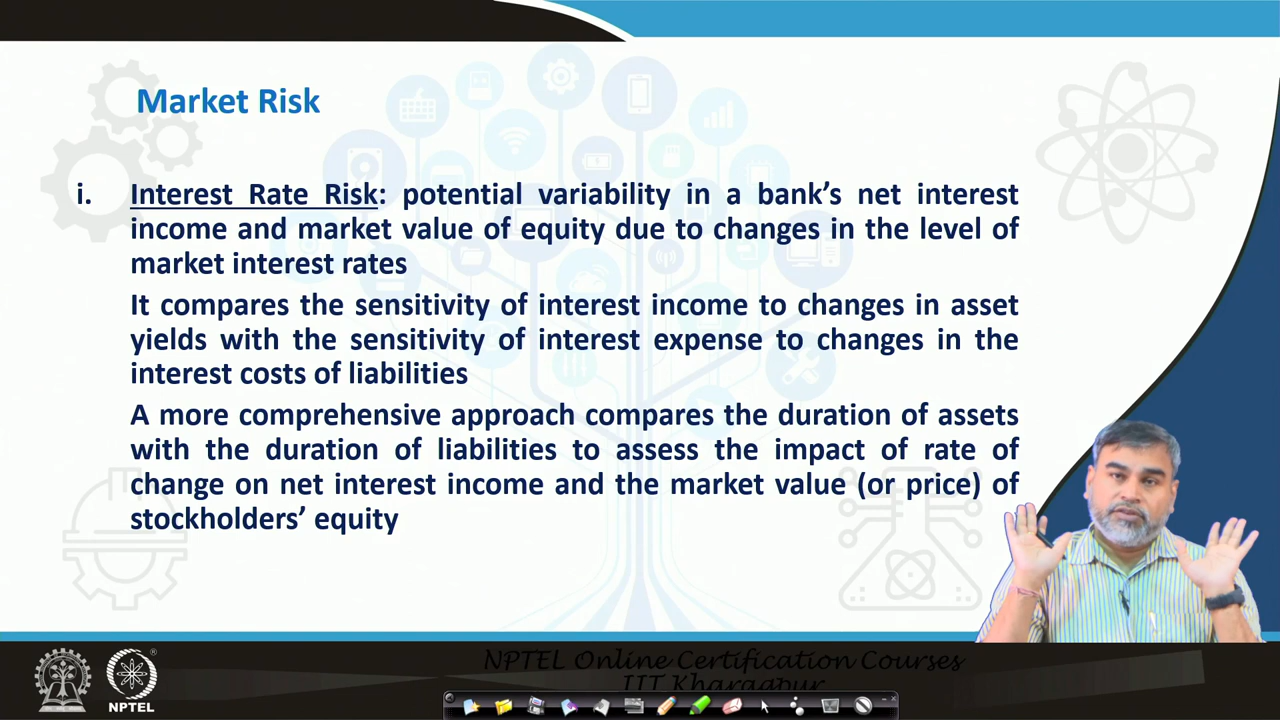 Market Risk
i. Interest Rate Risk: potential variability in a bank’s net interest
income and market value of equity due to changes in the level of
market interest rates
It compares the sensitivity of interest income to changes in asset
yields with the sensitivity of interest expense to changes in the
interest costs of liabilities
A more comprehensive approach compares the duration of assets
with the duration of liabilities to assess the impact of rate of
change on net interest income and the market value (or price) of
stockholders’ equity
NPTEL Online Certification Courses
IIT Kharagpur
NPTEL